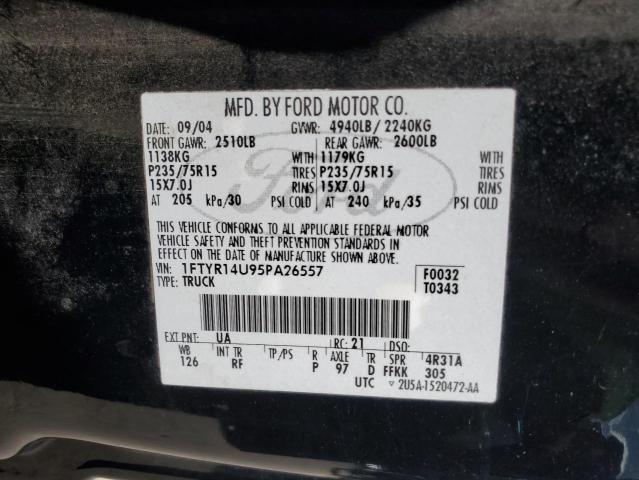 MFD. BY FORD MOTOR CO.
DATE: 09/04 GVWR: 4940LB/ 2240KG
FRONT GAWR: 2510LB REAR GAWR: 2600LB
1138KG WITH 1179KG WITH
P235/75R15 TIRES P235/75R15 TIRES
15X7.0J RIMS 15X7.0J RIMS
AT 205 kPa/30 PSI COLD AT 240 kPa/35 PSI COLD
THIS VEHICLE CONFORMS TO ALL APPLICABLE FEDERAL MOTOR
VEHICLE SAFETY AND THEFT PREVENTION STANDARDS IN
EFFECT ON THE DATE OF MANUFACTURE SHOWN ABOVE.
VIN: 1FTYR14U95PA26557 F0032
TYPE: TRUCK T0343
EXT PNT: UA RC: 21 DSO:
WB INT TR TP/PS R AXLE TR SPR 4R31A
126 RF P 97 D FFKK 305
UTC ▽ 2U5A-1520472-AA
Ford